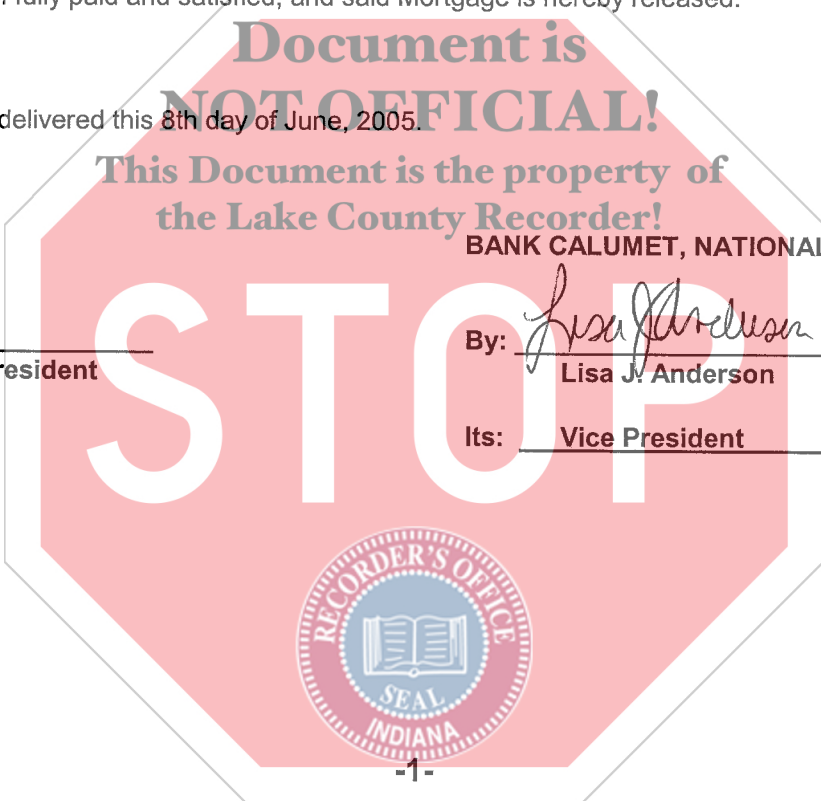 fully paid and satisfied, and said Mortgage is hereby released.
Document is
NOT OFFICIAL!
delivered this 8th day of June, 2005.
This Document is the property of
the Lake County Recorder!
BANK CALUMET, NATIONAL
STOP
By: Lisa J Anderson
resident
Lisa J. Anderson
Its: Vice President
RECORDER'S OFFICE
SEAL
INDIANA
-1-